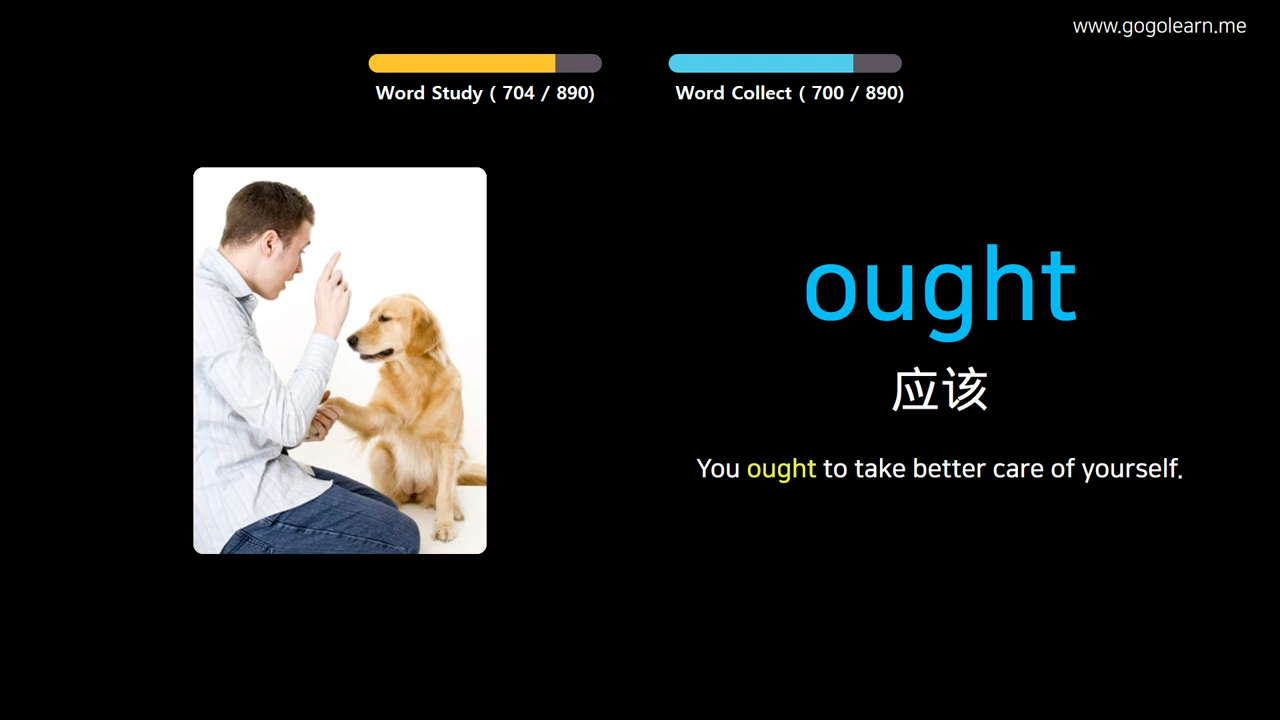 www.gogolearn.me
Word Study ( 704 / 890)
Word Collect ( 700 / 890)
ought
应该
You ought to take better care of yourself.